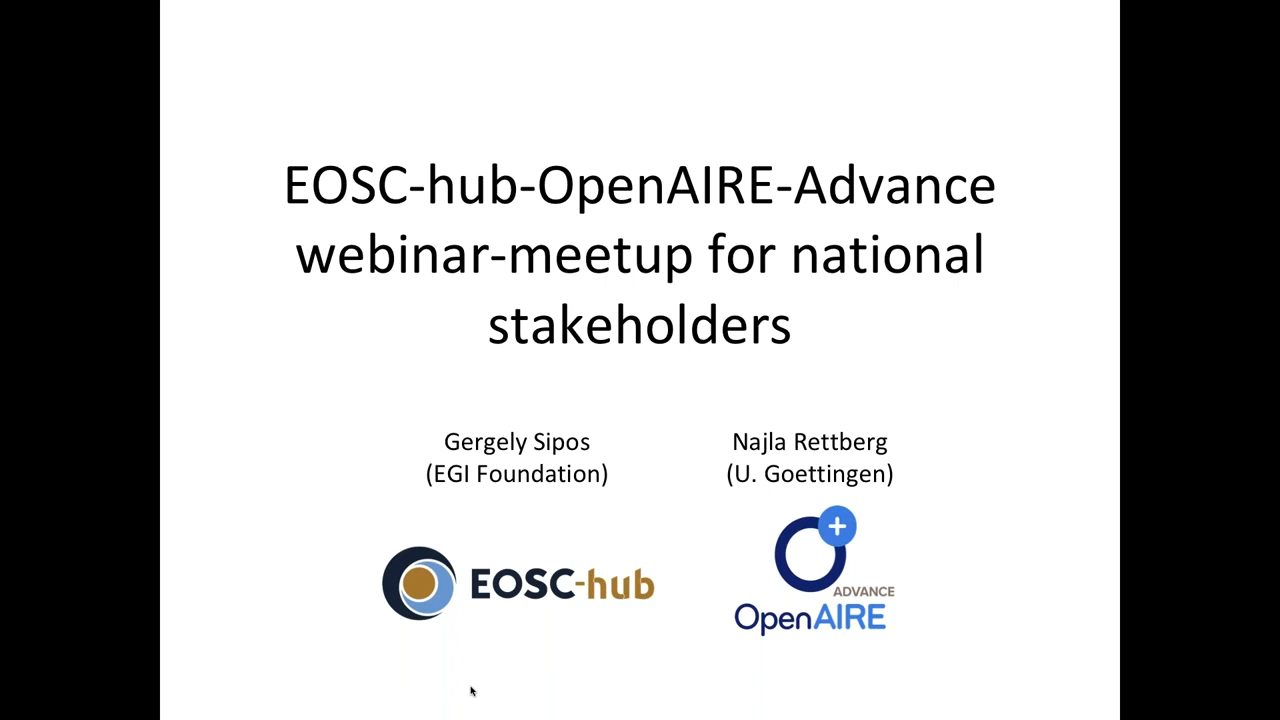 EOSC-hub-OpenAIRE-Advance
webinar-meetup for national
stakeholders
Gergely Sipos
(EGI Foundation)
Najla Rettberg
(U. Goettingen)
EOSC-hub
+
ADVANCE
OpenAIRE